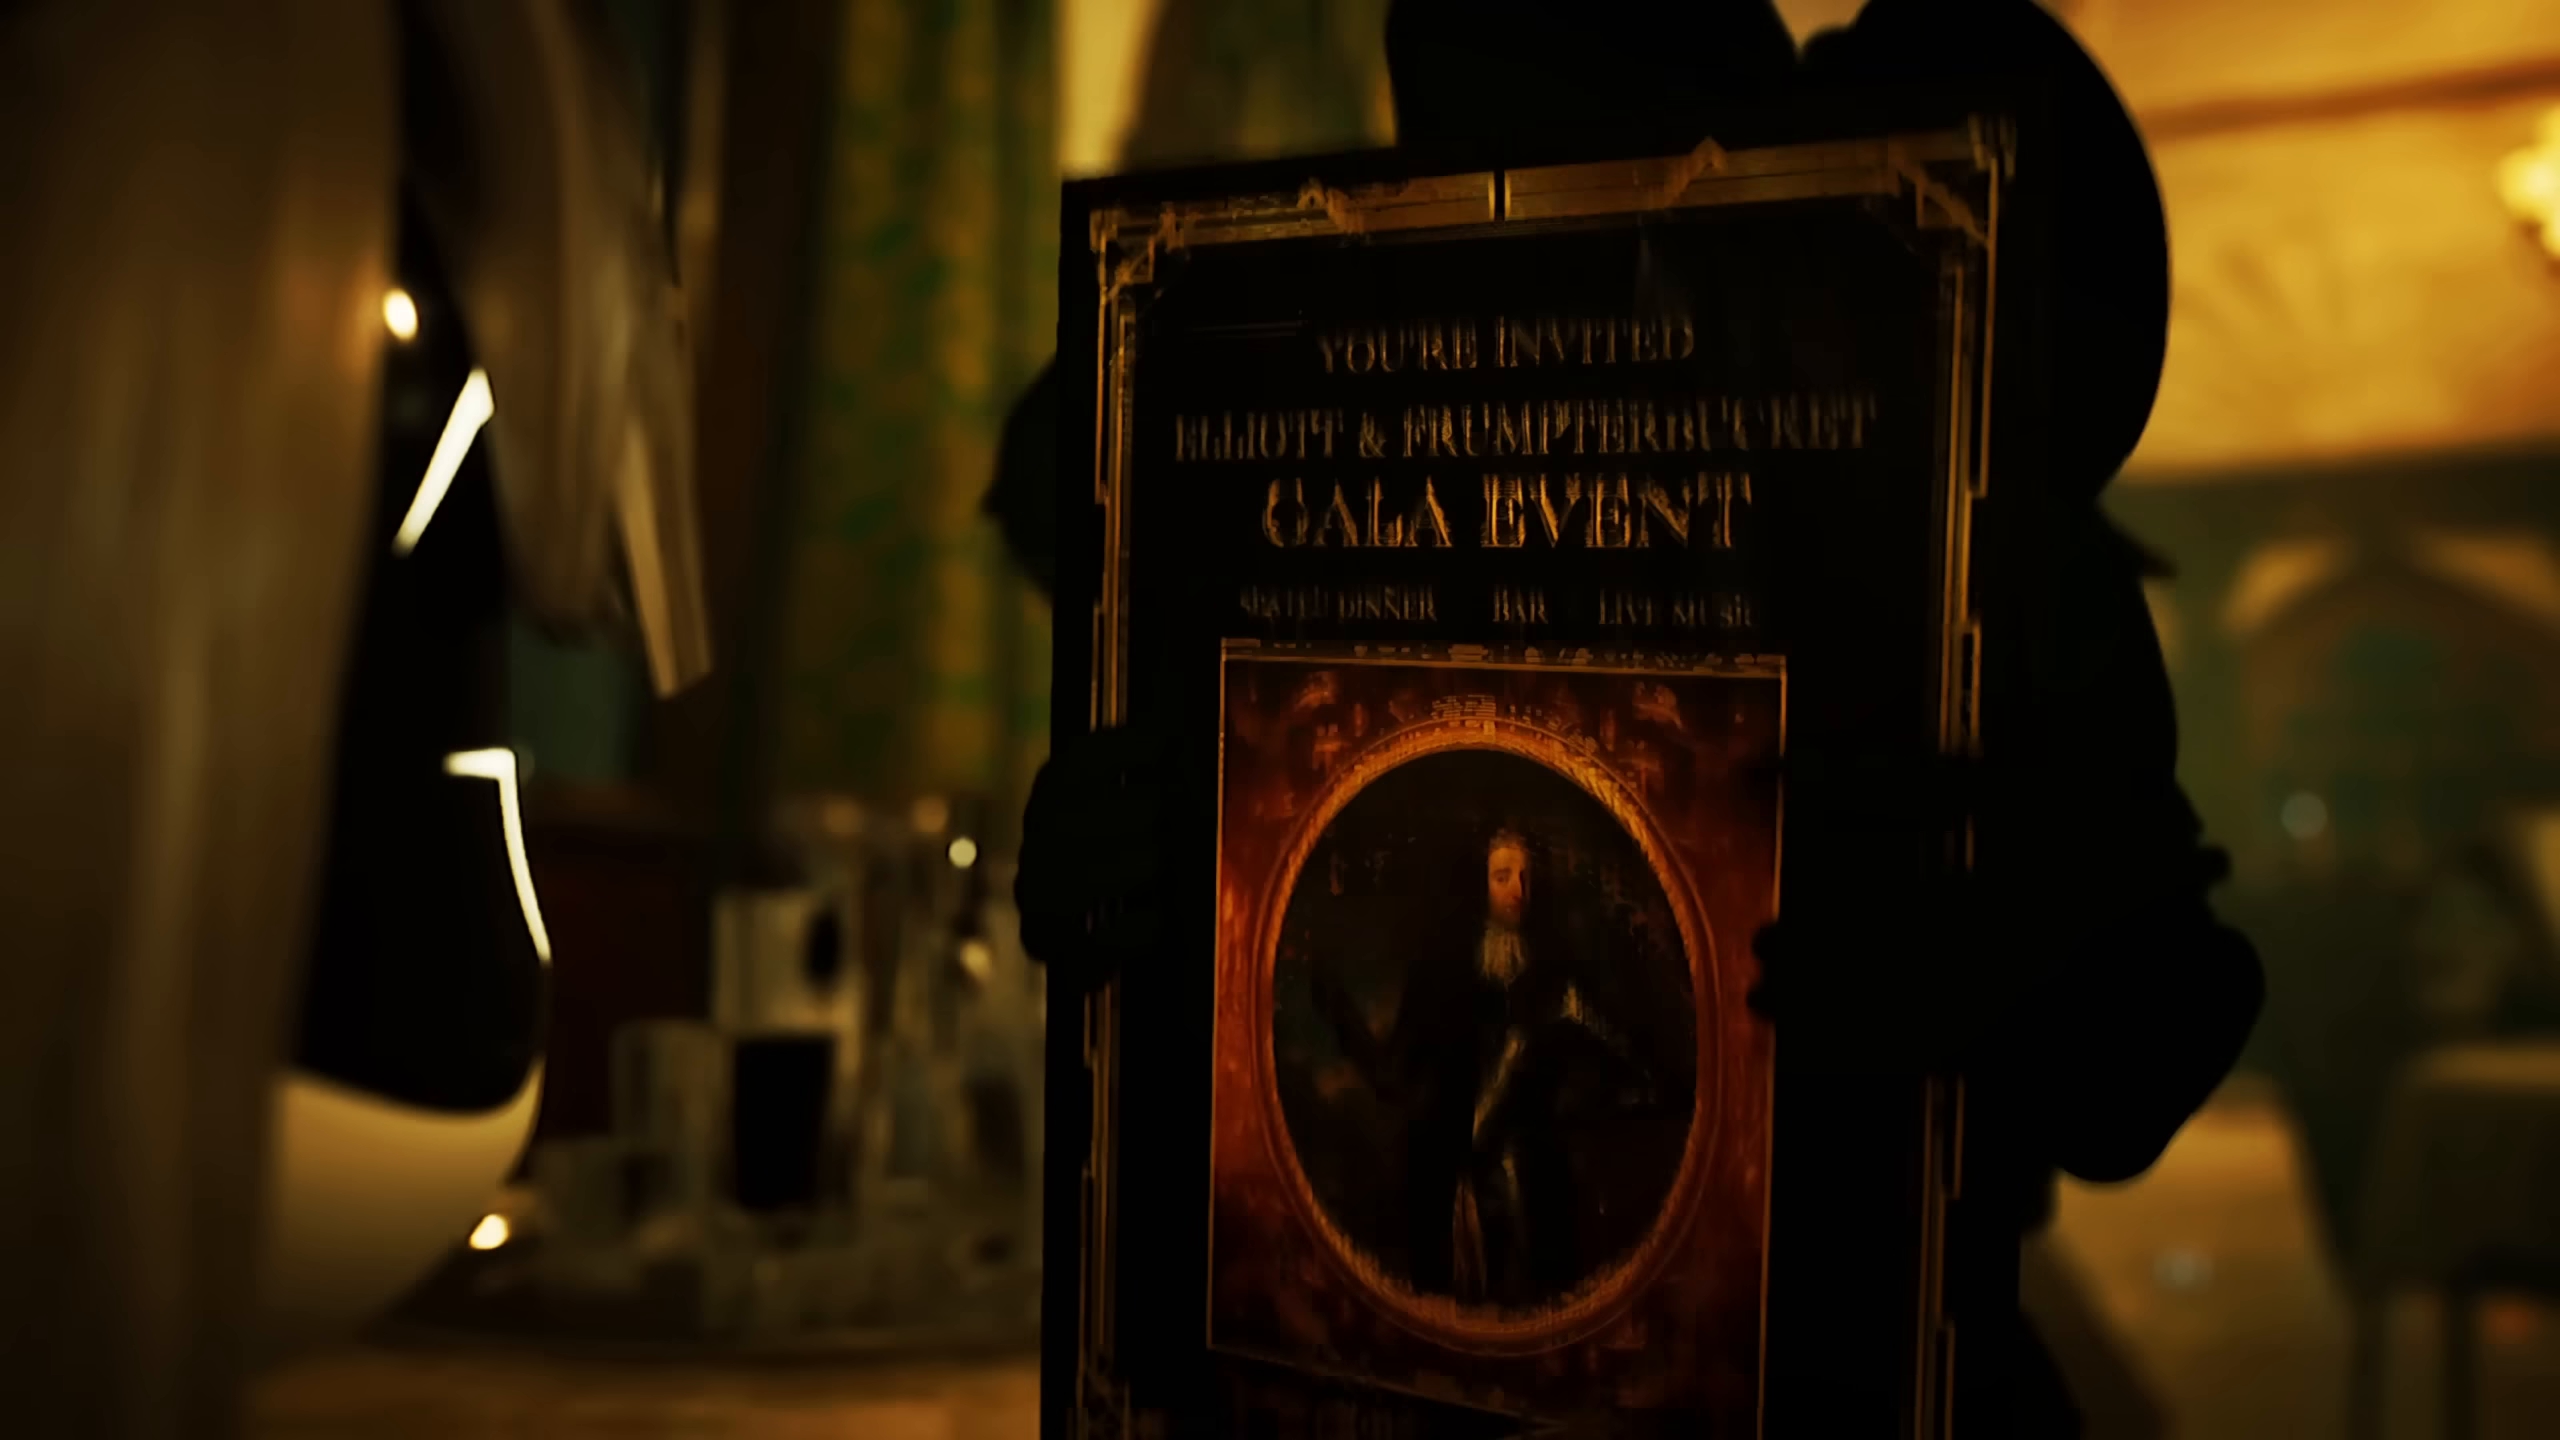 YOU'RE INVITED
ELLIOTT & FRUMPTERBUCKET
GALA EVENT
SEATED DINNER BAR LIVE MUSIC